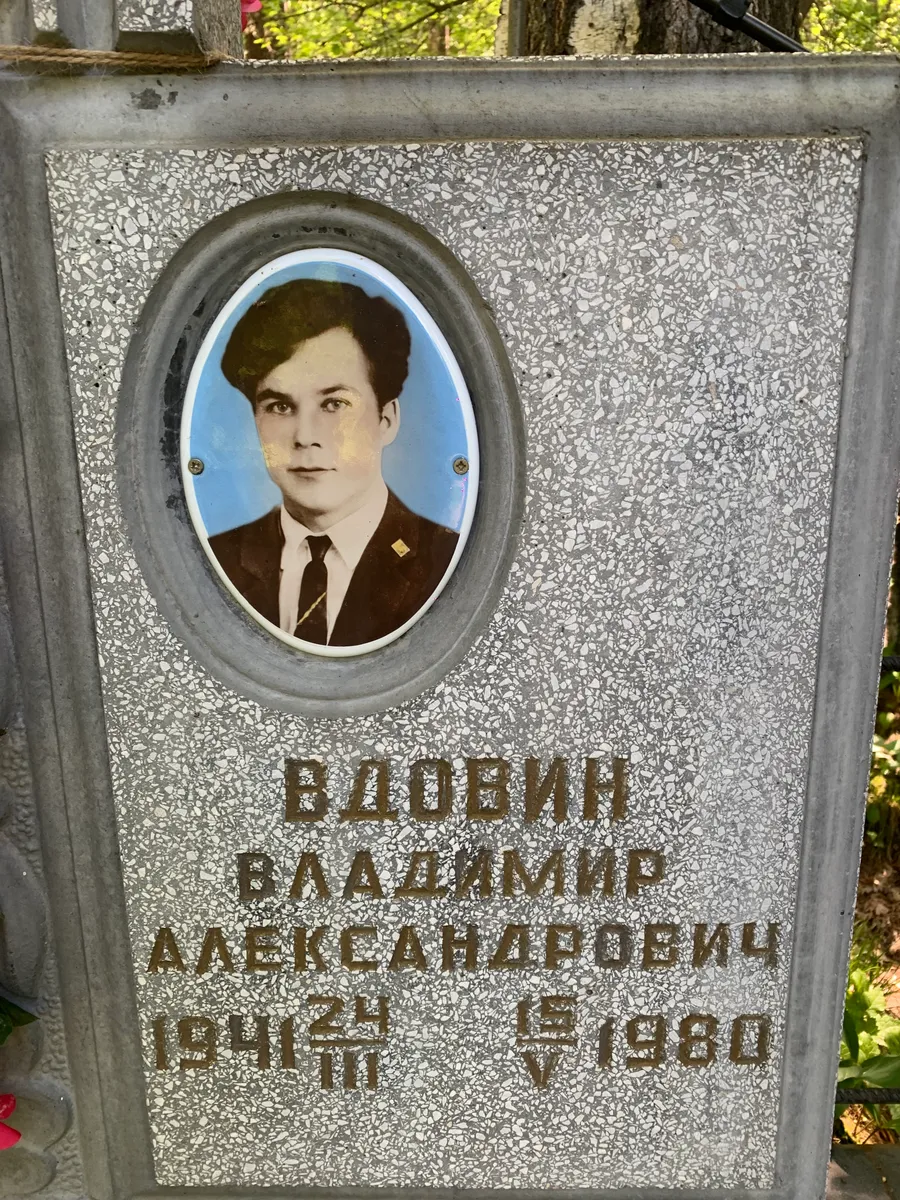 ВДОВИН
ВЛАДИМИР
АЛЕКСАНДРОВИЧ
1941 24/III 15/V 1980